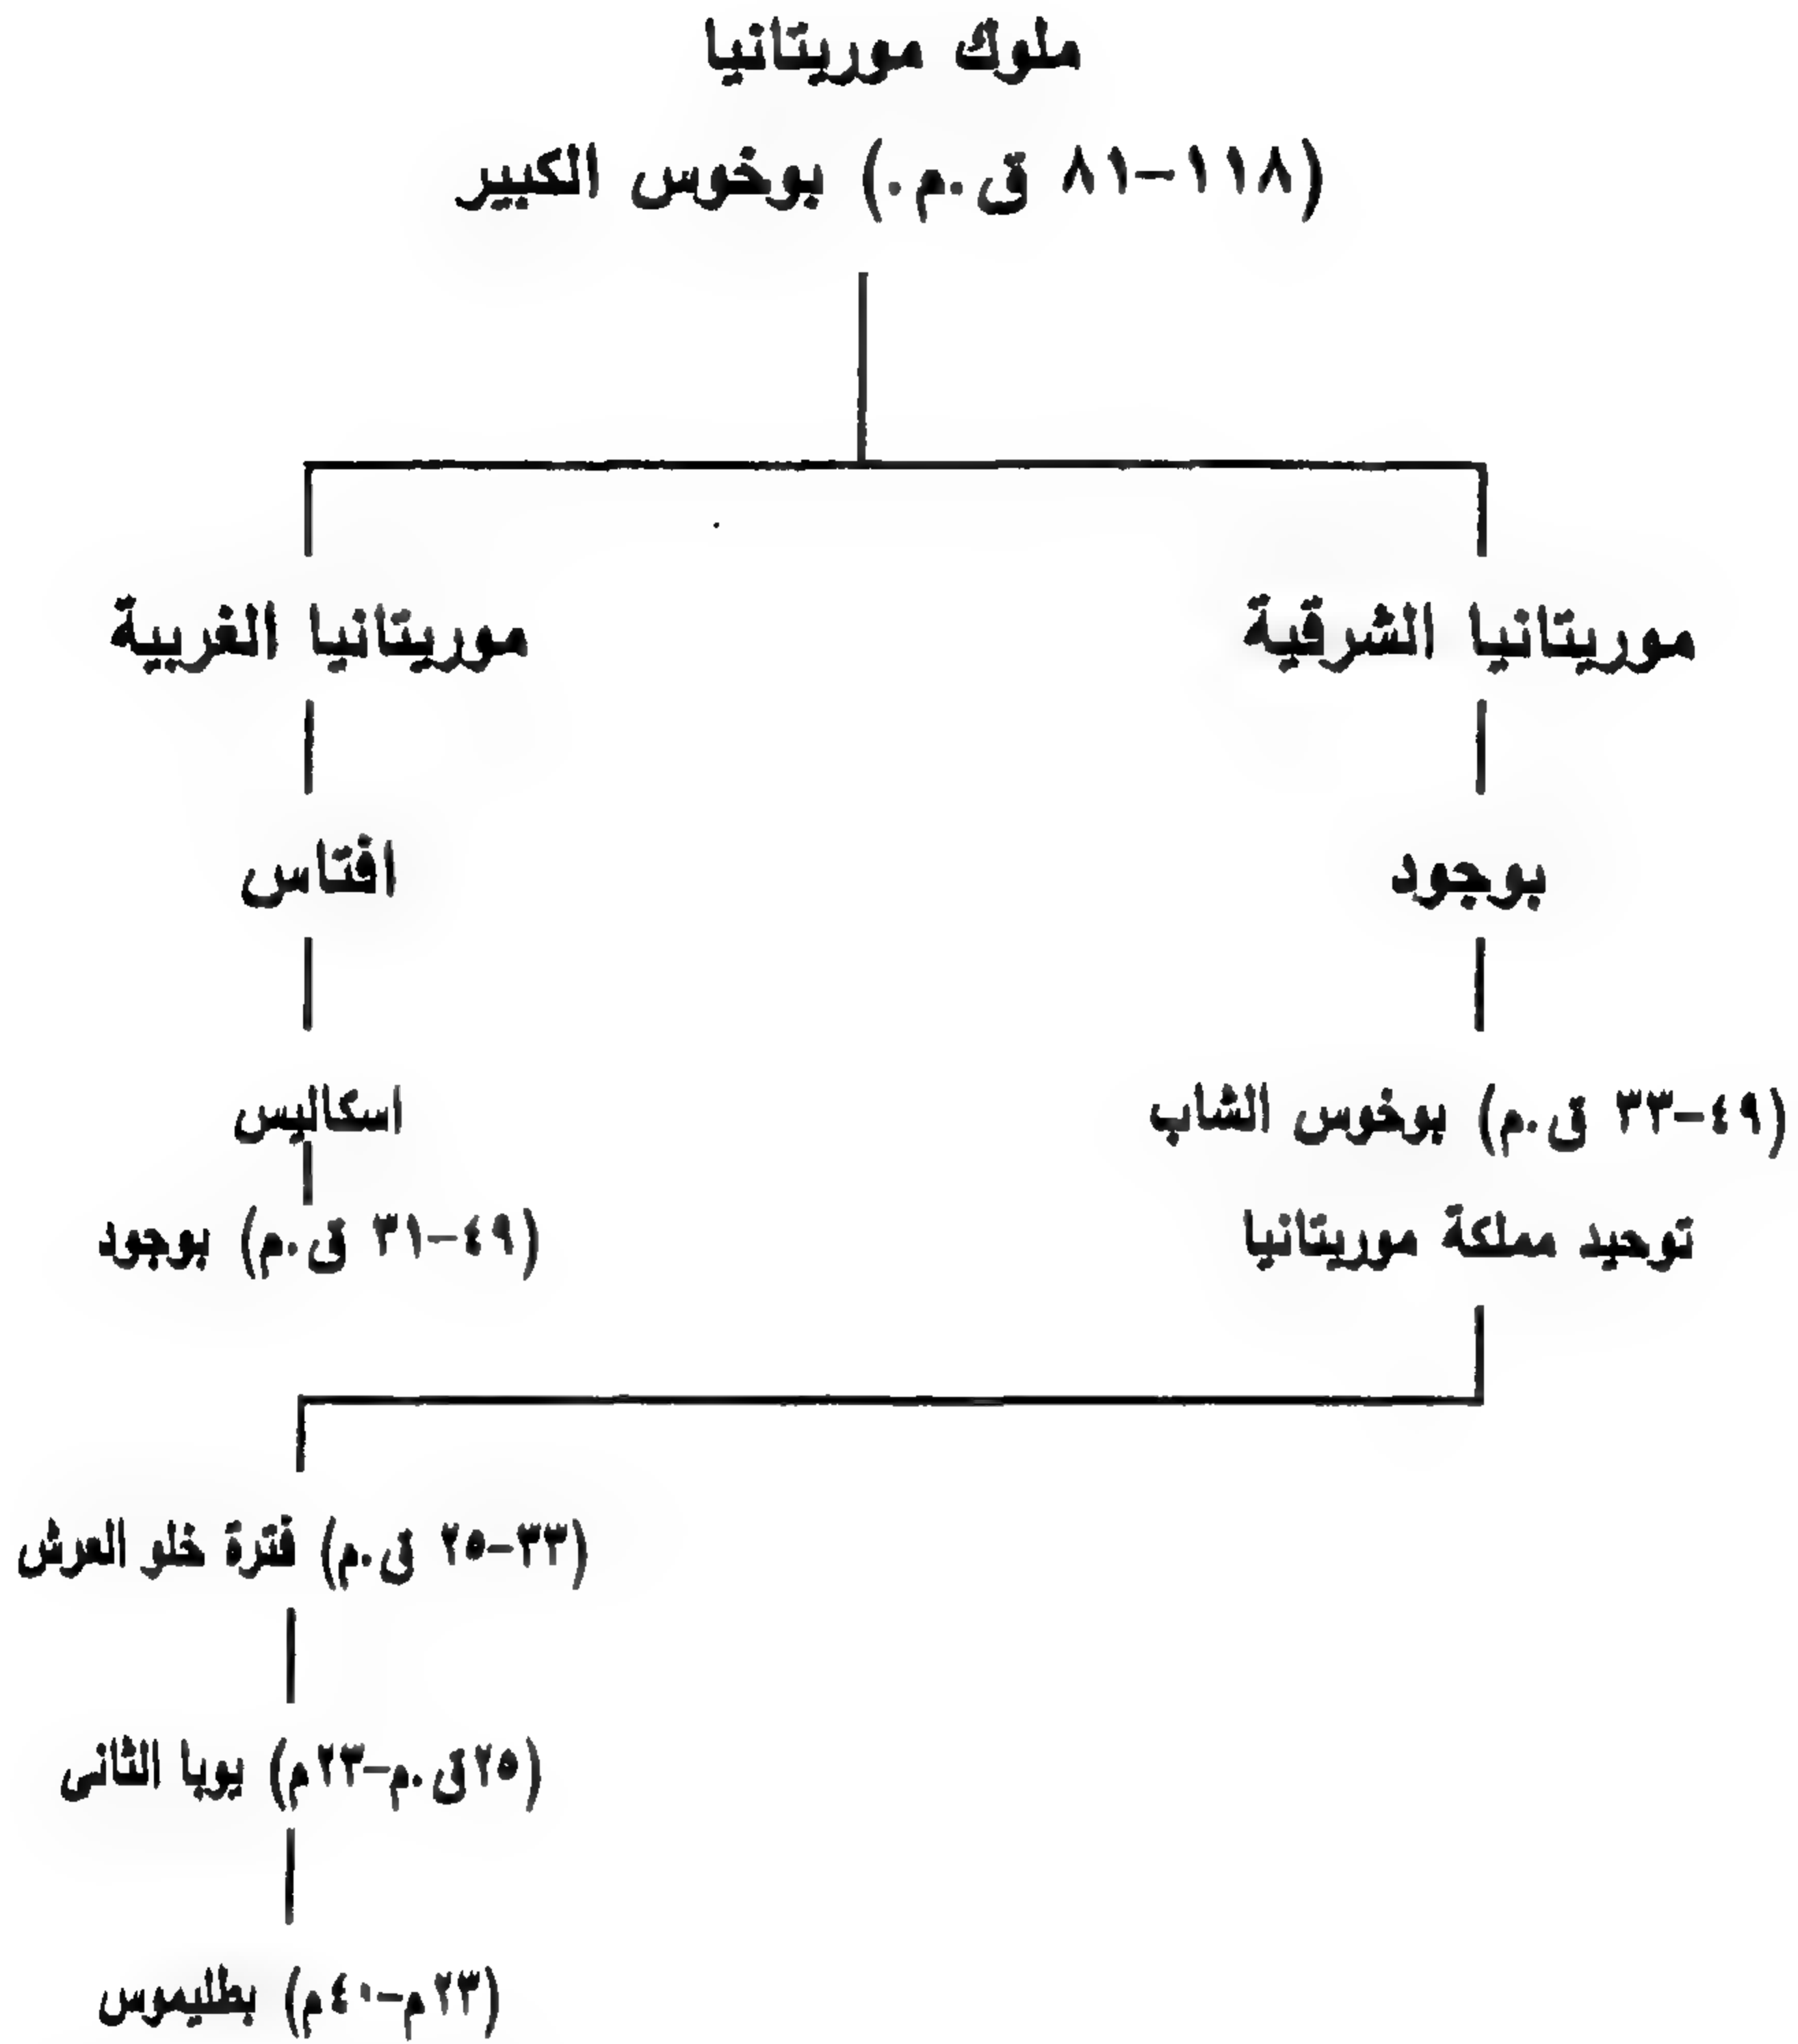 ملوك موريتانيا
(١١٨–٨١ ق.م.) بوخوس الكبير
موريتانيا الشرقية
موريتانيا الغربية
بوجود
افتاس
(٤٩–٣٣ ق.م) بوخوس الشاب
اسكاليس
توحيد مملكة موريتانيا
(٤٩–٣١ ق.م) بوجود
(٣٣–٢٥ ق.م) فترة خلو العرش
(٢٥ق.م–٢٣م) يوبا الثانى
(٢٣م–٤٠م) بطليموس